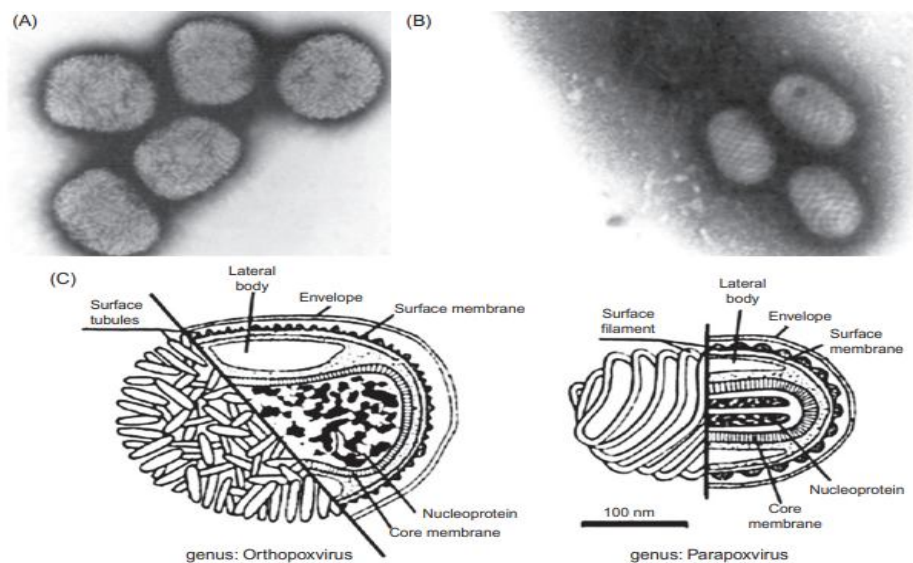 (A)
(B)
(C)
Lateral
body
Envelope
Surface membrane
Surface
tubules
Nucleoprotein
Core membrane
genus: Orthopoxvirus
Lateral
body
Envelope
Surface
filament
Surface
membrane
Nucleoprotein
Core
membrane
100 nm
genus: Parapoxvirus